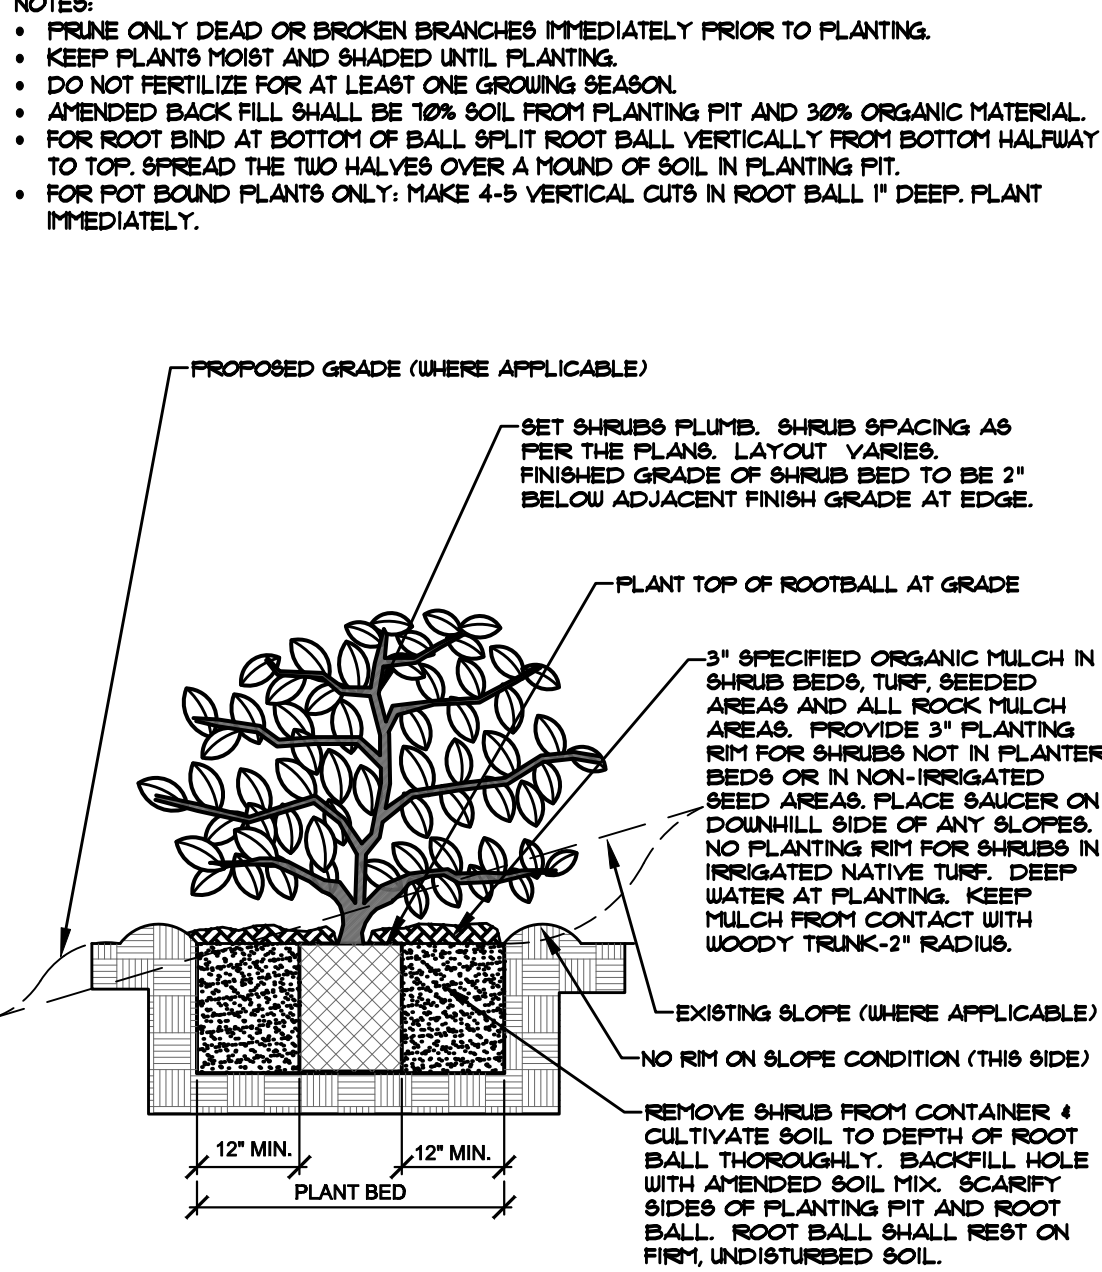 NOTES:
• PRUNE ONLY DEAD OR BROKEN BRANCHES IMMEDIATELY PRIOR TO PLANTING.
• KEEP PLANTS MOIST AND SHADED UNTIL PLANTING.
• DO NOT FERTILIZE FOR AT LEAST ONE GROWING SEASON.
• AMENDED BACK FILL SHALL BE 70% SOIL FROM PLANTING PIT AND 30% ORGANIC MATERIAL.
• FOR ROOT BIND AT BOTTOM OF BALL SPLIT ROOT BALL VERTICALLY FROM BOTTOM HALFWAY
TO TOP. SPREAD THE TWO HALVES OVER A MOUND OF SOIL IN PLANTING PIT.
• FOR POT BOUND PLANTS ONLY: MAKE 4-5 VERTICAL CUTS IN ROOT BALL 1" DEEP. PLANT
IMMEDIATELY.
PROPOSED GRADE (WHERE APPLICABLE)
SET SHRUBS PLUMB. SHRUB SPACING AS
PER THE PLANS. LAYOUT VARIES.
FINISHED GRADE OF SHRUB BED TO BE 2"
BELOW ADJACENT FINISH GRADE AT EDGE.
PLANT TOP OF ROOTBALL AT GRADE
3" SPECIFIED ORGANIC MULCH IN
SHRUB BEDS, TURF, SEEDED
AREAS AND ALL ROCK MULCH
AREAS. PROVIDE 3" PLANTING
RIM FOR SHRUBS NOT IN PLANTER
BEDS OR IN NON-IRRIGATED
SEED AREAS. PLACE SAUCER ON
DOWNHILL SIDE OF ANY SLOPES.
NO PLANTING RIM FOR SHRUBS IN
IRRIGATED NATIVE TURF. DEEP
WATER AT PLANTING. KEEP
MULCH FROM CONTACT WITH
WOODY TRUNK-2" RADIUS.
EXISTING SLOPE (WHERE APPLICABLE)
NO RIM ON SLOPE CONDITION (THIS SIDE)
REMOVE SHRUB FROM CONTAINER &
CULTIVATE SOIL TO DEPTH OF ROOT
BALL THOROUGHLY. BACKFILL HOLE
WITH AMENDED SOIL MIX. SCARIFY
SIDES OF PLANTING PIT AND ROOT
BALL. ROOT BALL SHALL REST ON
FIRM, UNDISTURBED SOIL.
12" MIN.
12" MIN.
PLANT BED